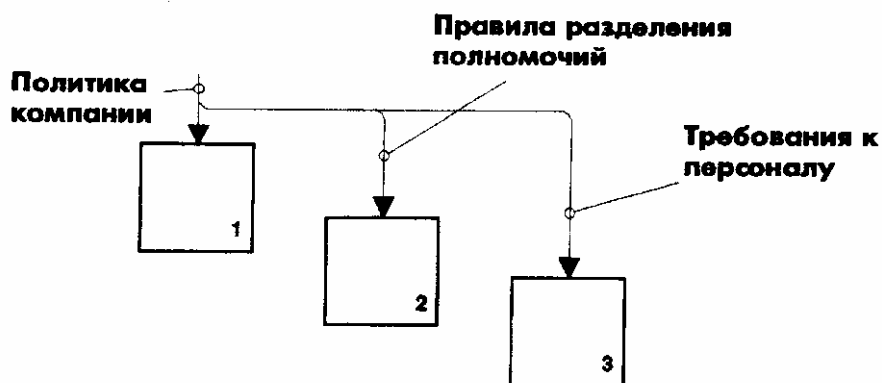 Правила разделения
полномочий
Политика
компании
Требования к
персоналу
1
2
3